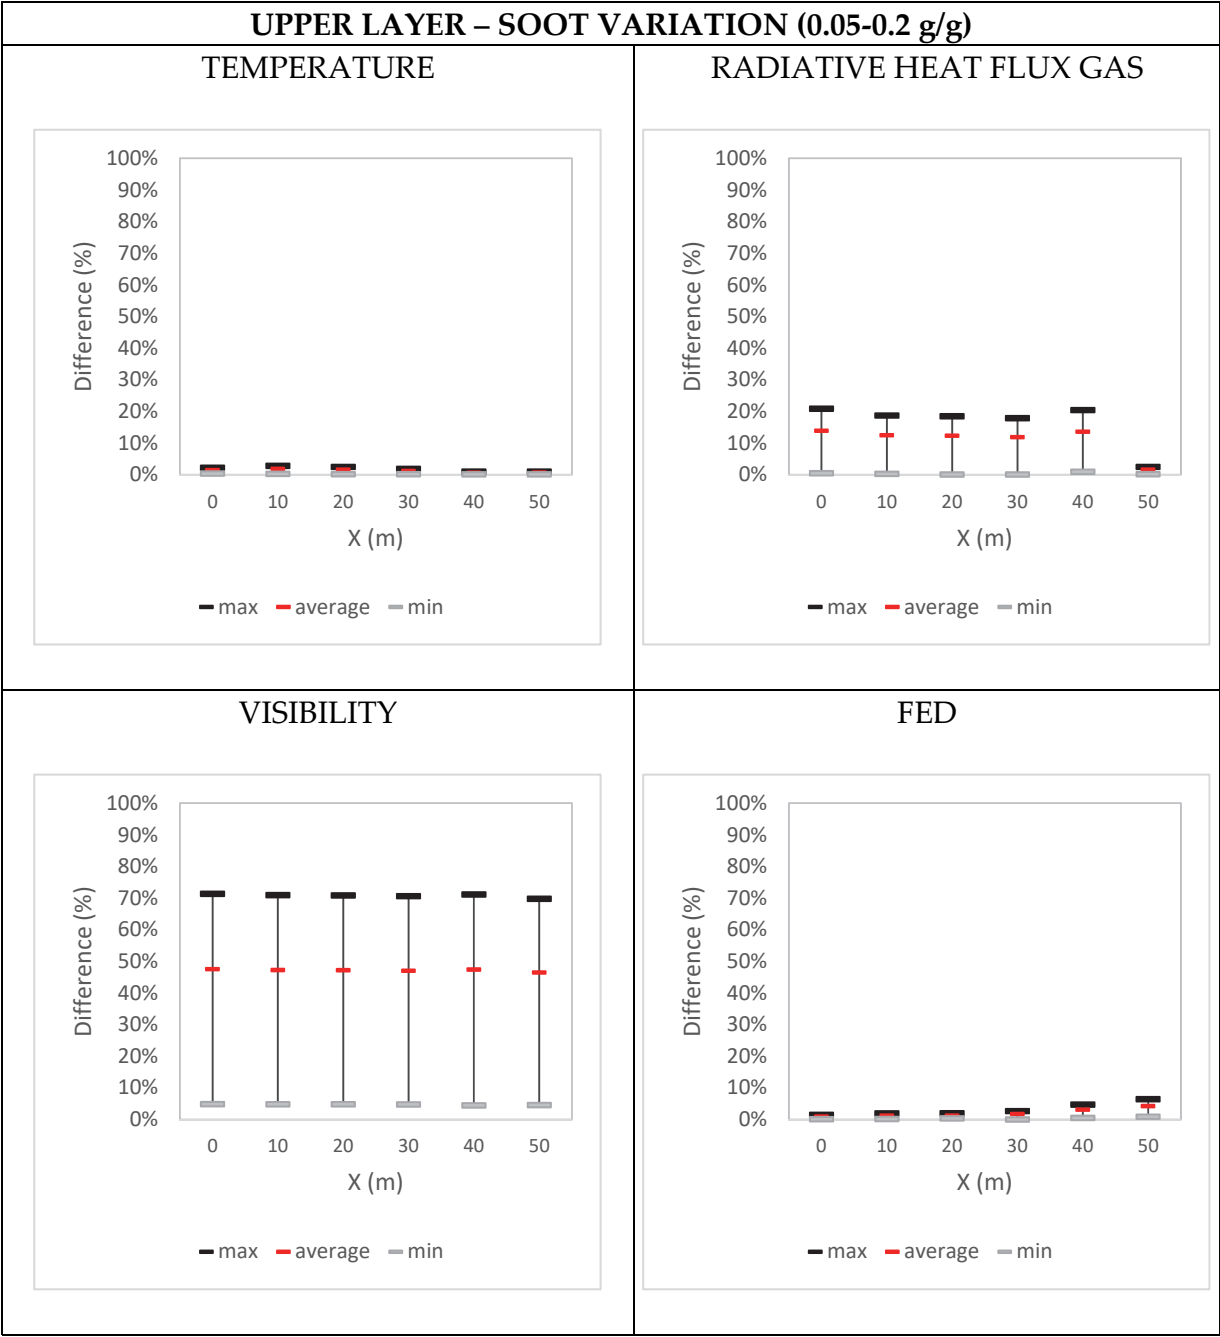 UPPER LAYER – SOOT VARIATION (0.05-0.2 g/g)
TEMPERATURE
100%
90%
80%
70%
60%
50%
40%
30%
20%
10%
0%
Difference (%)
0 10 20 30 40 50
X (m)
max average min
RADIATIVE HEAT FLUX GAS
100%
90%
80%
70%
60%
50%
40%
30%
20%
10%
0%
Difference (%)
0 10 20 30 40 50
X (m)
max average min
VISIBILITY
100%
90%
80%
70%
60%
50%
40%
30%
20%
10%
0%
Difference (%)
0 10 20 30 40 50
X (m)
max average min
FED
100%
90%
80%
70%
60%
50%
40%
30%
20%
10%
0%
Difference (%)
0 10 20 30 40 50
X (m)
max average min